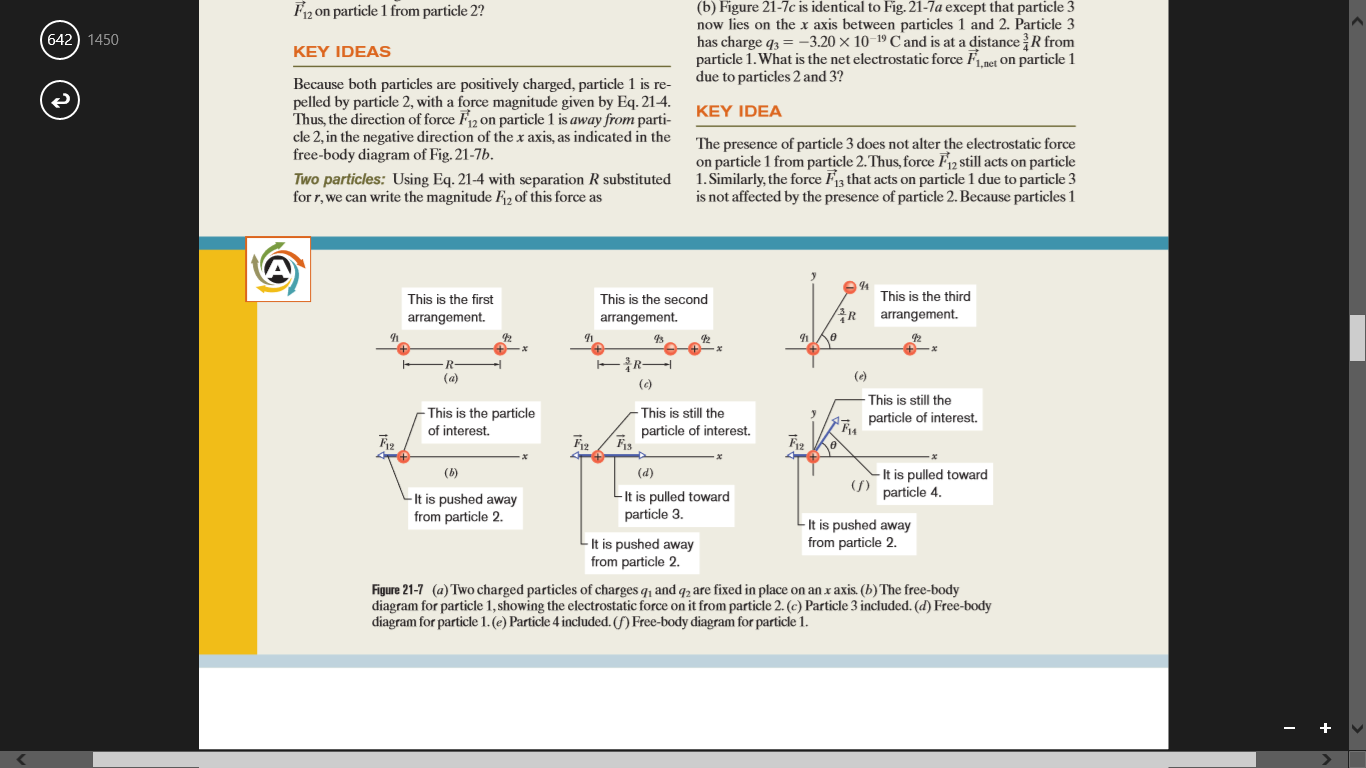 642 1450
F⃗12 on particle 1 from particle 2?
KEY IDEAS
Because both particles are positively charged, particle 1 is re-
pelled by particle 2, with a force magnitude given by Eq. 21-4.
Thus, the direction of force F⃗12 on particle 1 is away from parti-
cle 2, in the negative direction of the x axis, as indicated in the
free-body diagram of Fig. 21-7b.
Two particles: Using Eq. 21-4 with separation R substituted
for r, we can write the magnitude F12 of this force as
(b) Figure 21-7c is identical to Fig. 21-7a except that particle 3
now lies on the x axis between particles 1 and 2. Particle 3
has charge q3 = −3.20 × 10−19 C and is at a distance 3/4 R from
particle 1. What is the net electrostatic force F⃗1,net on particle 1
due to particles 2 and 3?
KEY IDEA
The presence of particle 3 does not alter the electrostatic force
on particle 1 from particle 2. Thus, force F⃗12 still acts on particle
1. Similarly, the force F⃗13 that acts on particle 1 due to particle 3
is not affected by the presence of particle 2. Because particles 1
A
This is the first
arrangement.
q1 q2
x
R
(a)
This is the second
arrangement.
q1 q3 q2
x
3/4 R
(c)
y
q4
This is the third
arrangement.
3/4 R
q1 θ q2
x
(e)
This is the particle
of interest.
F⃗12
x
(b)
It is pushed away
from particle 2.
This is still the
particle of interest.
F⃗12 F⃗13
x
(d)
It is pulled toward
particle 3.
It is pushed away
from particle 2.
This is still the
particle of interest.
y
F⃗14
F⃗12 θ
x
(f)
It is pulled toward
particle 4.
It is pushed away
from particle 2.
Figure 21-7 (a) Two charged particles of charges q1 and q2 are fixed in place on an x axis. (b) The free-body
diagram for particle 1, showing the electrostatic force on it from particle 2. (c) Particle 3 included. (d) Free-body
diagram for particle 1. (e) Particle 4 included. (f) Free-body diagram for particle 1.